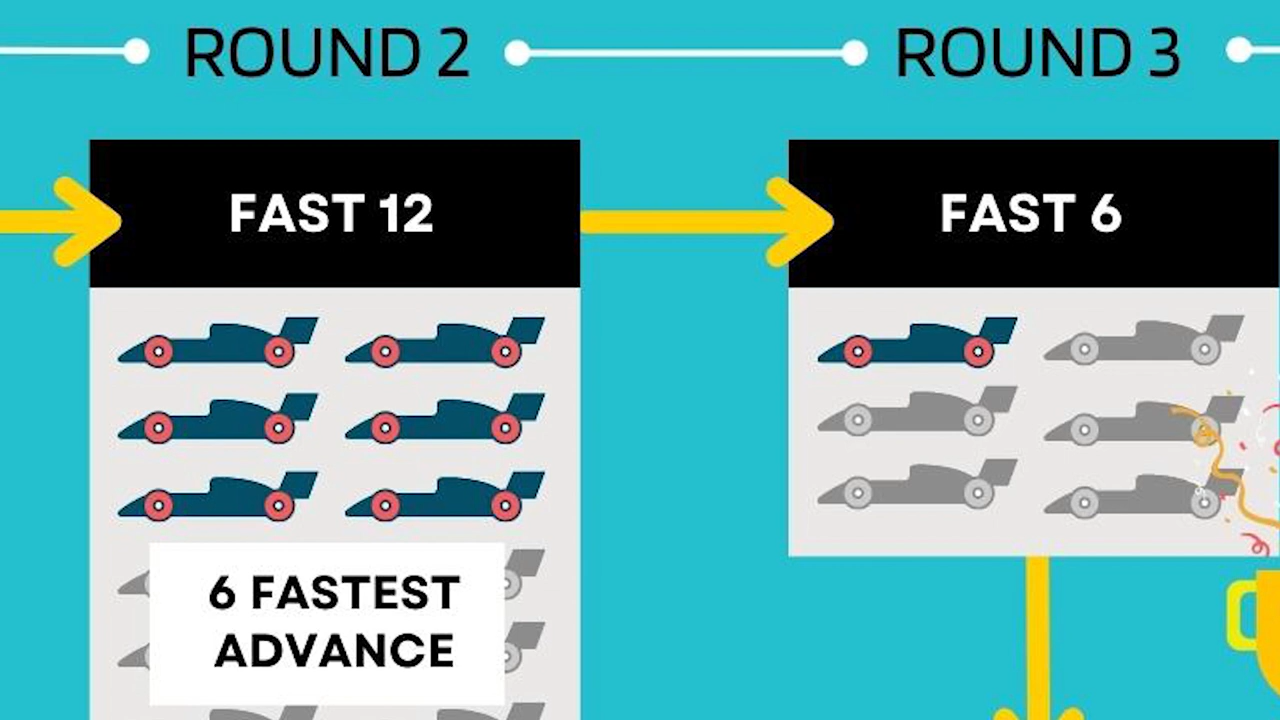 ROUND 2
ROUND 3
FAST 12
FAST 6
6 FASTEST
ADVANCE